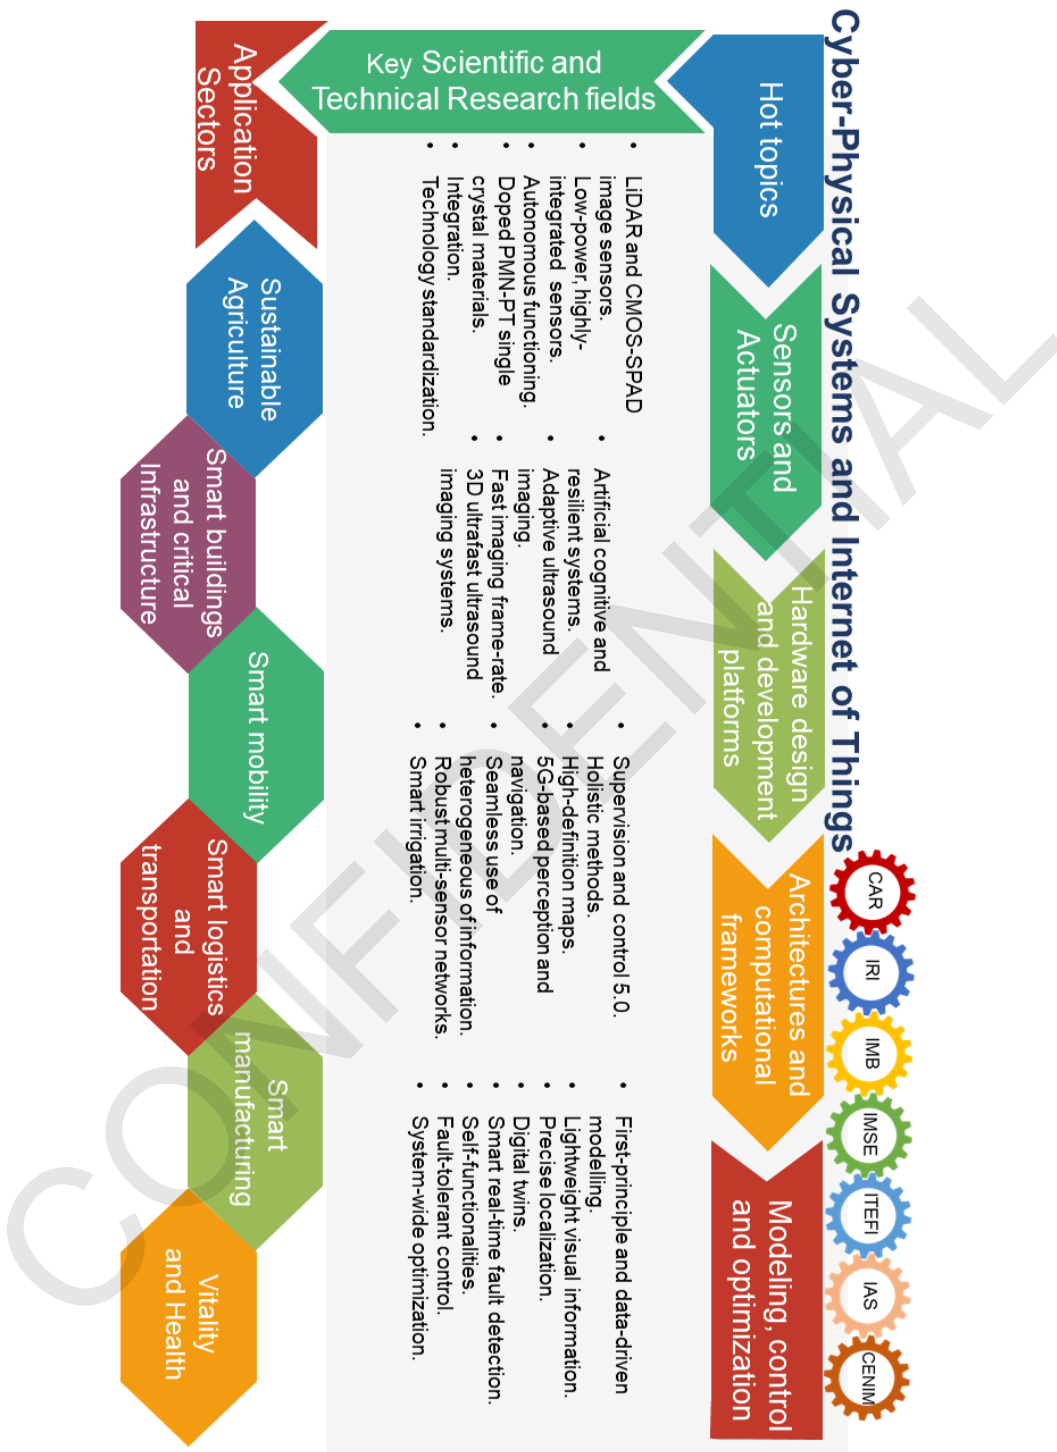 Cyber-Physical Systems and Internet of Things
CAR
IRI
IMB
IMSE
ITEFI
IAS
CENIM
Hot topics
Sensors and
Actuators
Hardware design
and development
platforms
Architectures and
computational
frameworks
Modeling, control
and optimization
Key Scientific and
Technical Research fields
• LiDAR and CMOS-SPAD
image sensors.
• Low-power, highly-
integrated sensors.
• Autonomous functioning.
• Doped PMN-PT single
crystal materials.
• Integration.
• Technology standardization.
• Artificial cognitive and
resilient systems.
• Adaptive ultrasound
imaging.
• Fast imaging frame-rate.
• 3D ultrafast ultrasound
imaging systems.
• Supervision and control 5.0.
Holistic methods.
• High-definition maps.
• 5G-based perception and
navigation.
• Seamless use of
heterogeneous of information.
• Robust multi-sensor networks.
• Smart irrigation.
• First-principle and data-driven
modelling.
• Lightweight visual information.
• Precise localization.
• Digital twins.
• Smart real-time fault detection.
• Self-functionalities.
• Fault-tolerant control.
• System-wide optimization.
Application
Sectors
Sustainable
Agriculture
Smart buildings
and critical
Infrastructure
Smart mobility
Smart logistics
and
transportation
Smart
manufacturing
Vitality
and Health
CONFIDENTIAL